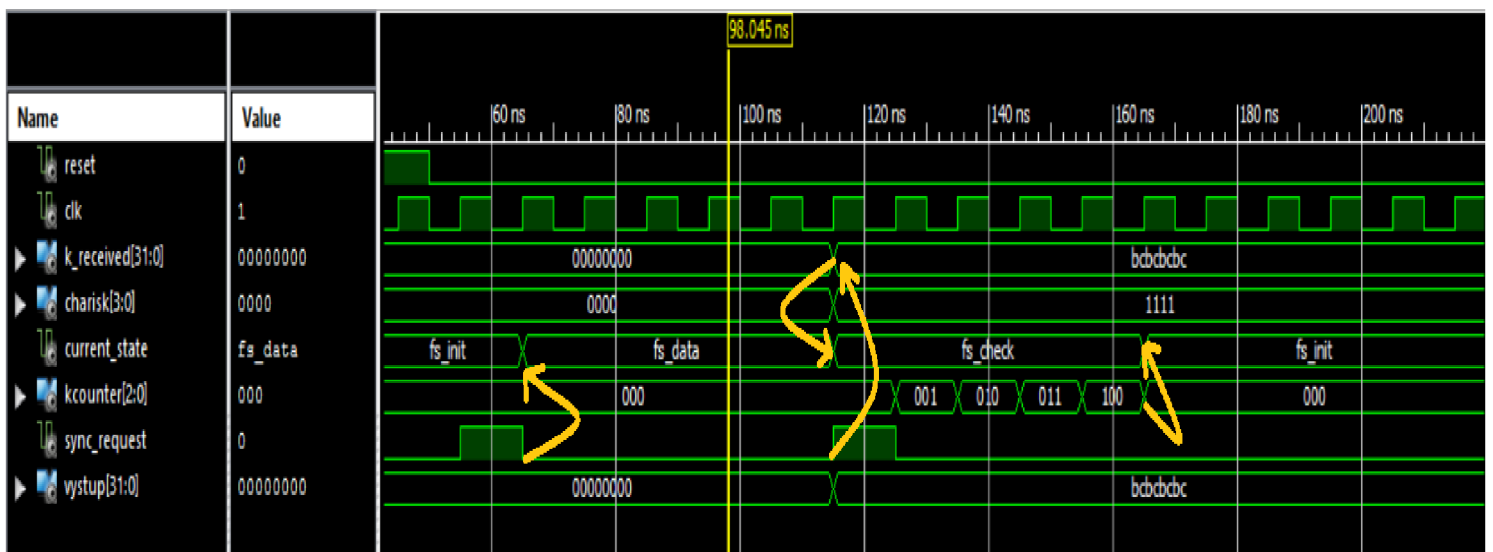 98.045 ns
Name Value 60 ns 80 ns 100 ns 120 ns 140 ns 160 ns 180 ns 200 ns
reset 0
clk 1
k_received[31:0] 00000000 00000000 bcbcbcbc
charisk[3:0] 0000 0000 1111
current_state fs_data fs_init fs_data fs_check fs_init
kcounter[2:0] 000 000 001 010 011 100 000
sync_request 0
vystup[31:0] 00000000 00000000 bcbcbcbc